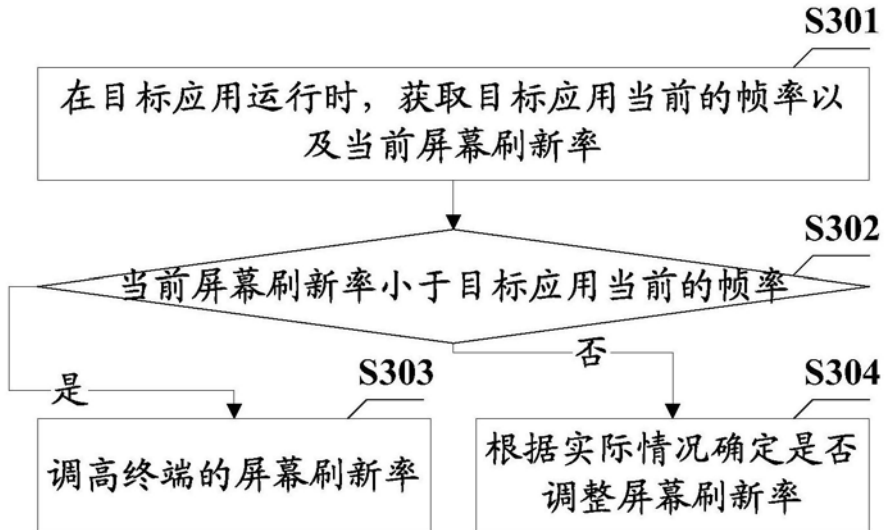 S301
在目标应用运行时，获取目标应用当前的帧率以
及当前屏幕刷新率
S302
当前屏幕刷新率小于目标应用当前的帧率
否
是
S303
调高终端的屏幕刷新率
S304
根据实际情况确定是否
调整屏幕刷新率